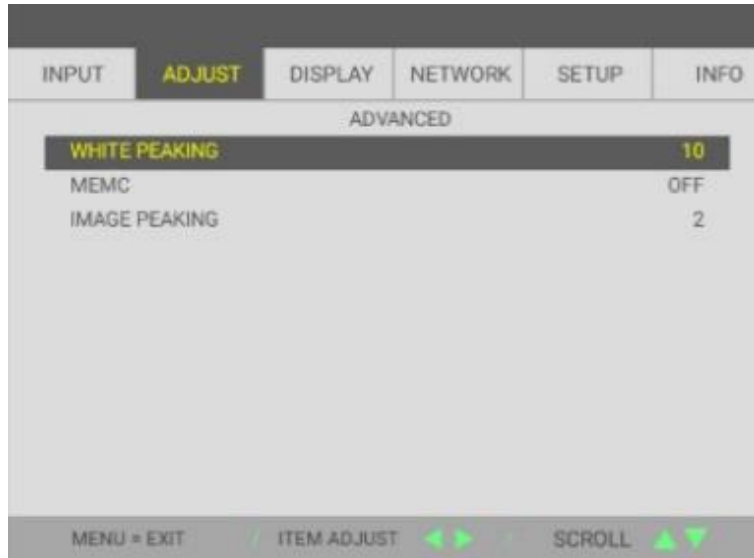 INPUT ADJUST DISPLAY NETWORK SETUP INFO
ADVANCED
WHITE PEAKING 10
MEMC OFF
IMAGE PEAKING 2
MENU = EXIT / ITEM ADJUST ◀ ▶ / SCROLL ▲ ▼